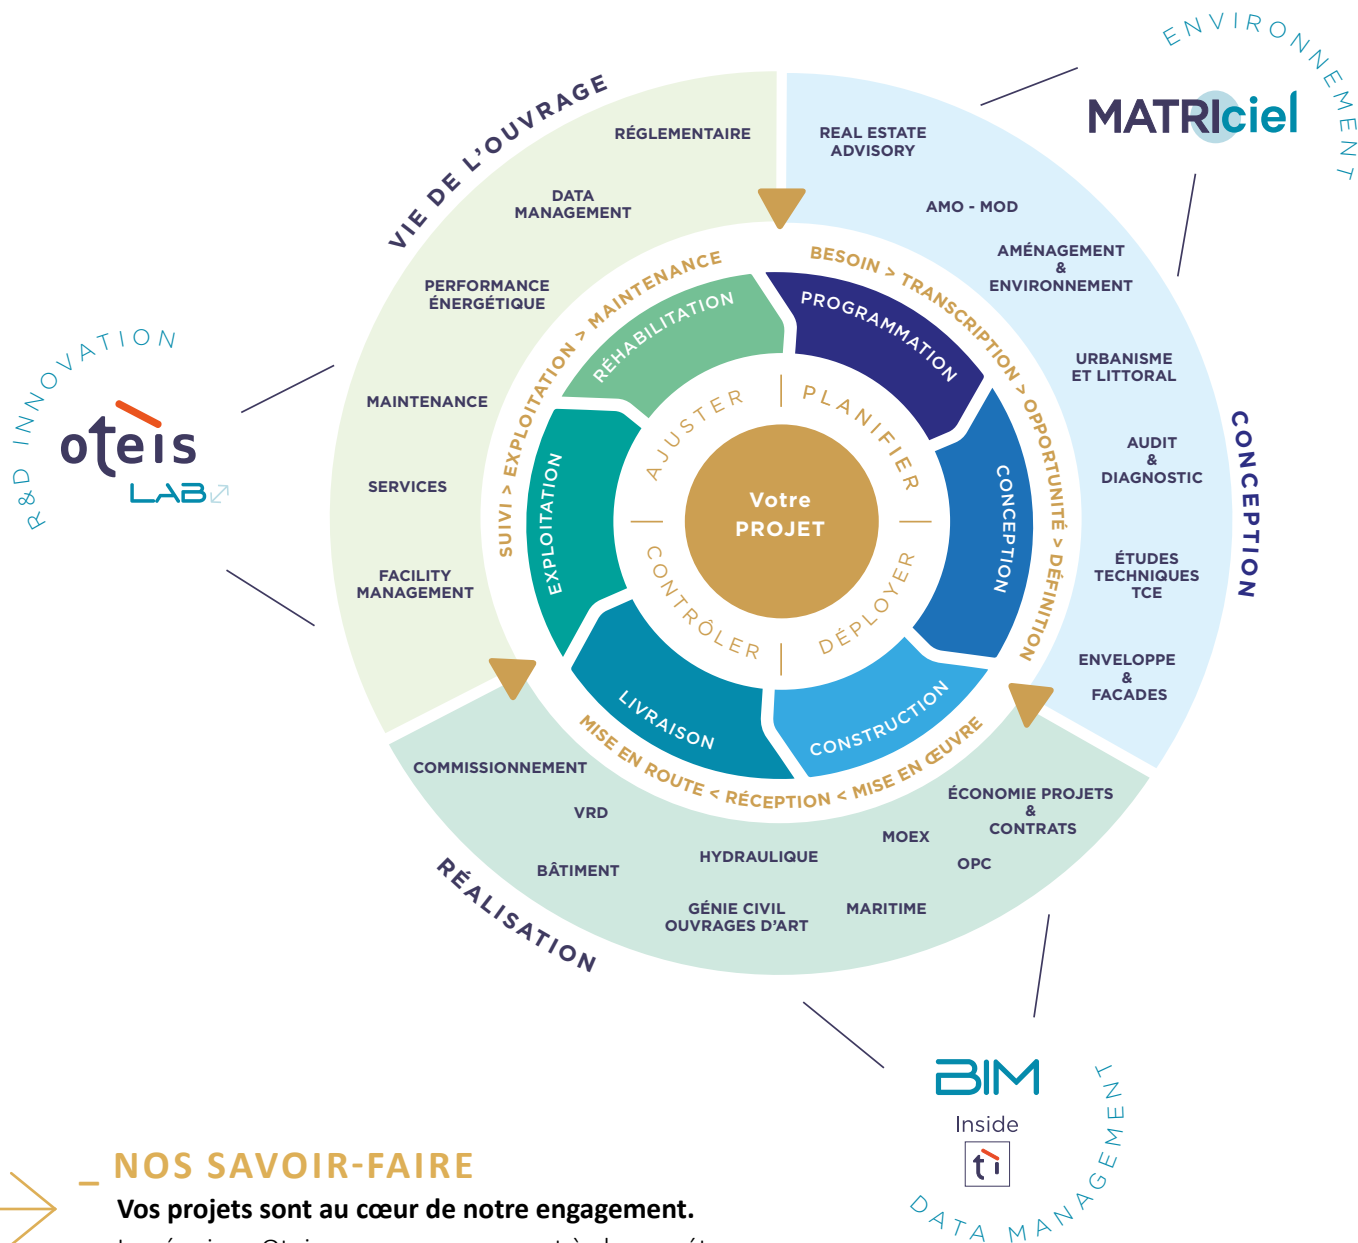 ENVIRONNEMENT
MATRIciel
VIE DE L'OUVRAGE
RÉGLEMENTAIRE
DATA
MANAGEMENT
PERFORMANCE
ÉNERGÉTIQUE
MAINTENANCE
SERVICES
FACILITY
MANAGEMENT
REAL ESTATE
ADVISORY
AMO - MOD
AMÉNAGEMENT
&
ENVIRONNEMENT
URBANISME
ET LITTORAL
AUDIT
&
DIAGNOSTIC
ÉTUDES
TECHNIQUES
TCE
ENVELOPPE
&
FACADES
CONCEPTION
SUIVI > EXPLOITATION > MAINTENANCE
BESOIN > TRANSCRIPTION > OPPORTUNITÉ > DÉFINITION
MISE EN ROUTE < RÉCEPTION < MISE EN ŒUVRE
RÉHABILITATION
PROGRAMMATION
CONCEPTION
CONSTRUCTION
LIVRAISON
EXPLOITATION
AJUSTER
PLANIFIER
DÉPLOYER
CONTRÔLER
Votre
PROJET
R&D INNOVATION
oteis
LAB
COMMISSIONNEMENT
VRD
BÂTIMENT
HYDRAULIQUE
GÉNIE CIVIL
OUVRAGES D'ART
MARITIME
MOEX
OPC
ÉCONOMIE PROJETS
&
CONTRATS
RÉALISATION
BIM
Inside
ti
DATA MANAGEMENT
_ NOS SAVOIR-FAIRE
Vos projets sont au cœur de notre engagement.